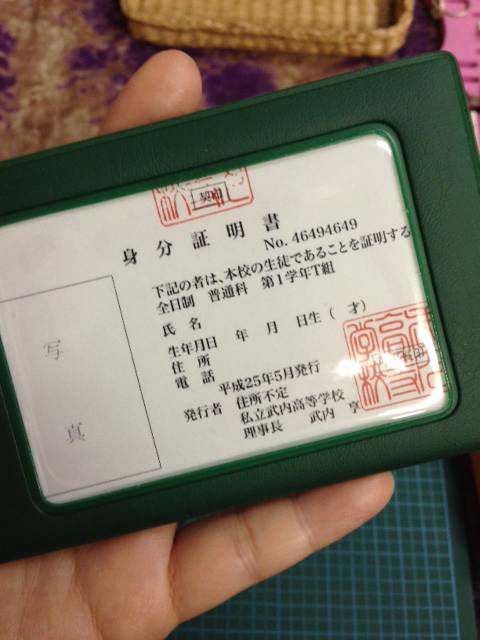 契印
身分証明書
No. 46494649
下記の者は、本校の生徒であることを証明する
全日制 普通科 第1学年T組
氏 名
生年月日 年 月 日生 ( 才)
住 所
電 話
平成25年5月発行
発行者 住所不定
私立武内高等学校
理事長 武内 享
写
真